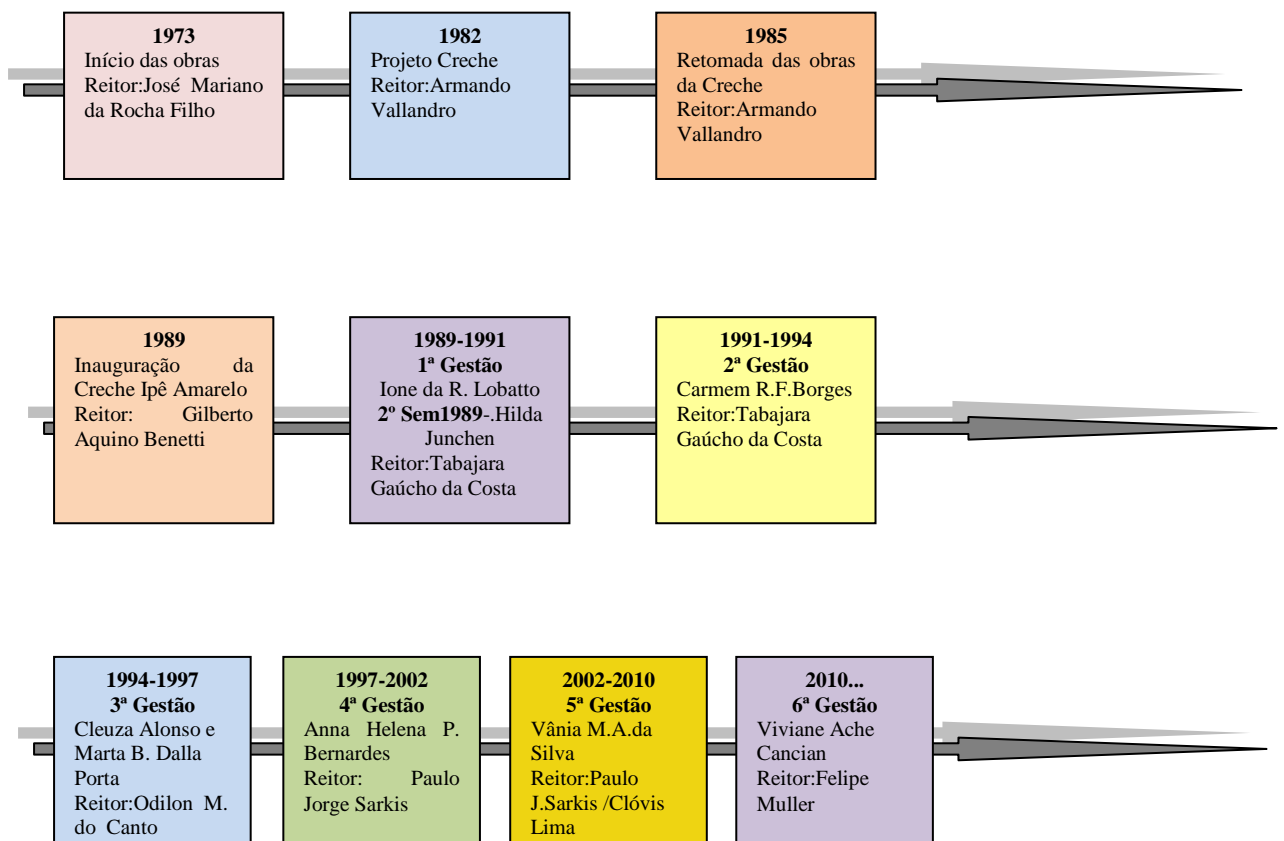 1973
Início das obras
Reitor:José Mariano
da Rocha Filho
1982
Projeto Creche
Reitor:Armando
Vallandro
1985
Retomada das obras
da Creche
Reitor:Armando
Vallandro
1989
Inauguração da
Creche Ipê Amarelo
Reitor: Gilberto
Aquino Benetti
1989-1991
1ª Gestão
Ione da R. Lobatto
2º Sem1989-.Hilda
Junchen
Reitor:Tabajara
Gaúcho da Costa
1991-1994
2ª Gestão
Carmem R.F.Borges
Reitor:Tabajara
Gaúcho da Costa
1994-1997
3ª Gestão
Cleuza Alonso e
Marta B. Dalla
Porta
Reitor:Odilon M.
do Canto
1997-2002
4ª Gestão
Anna Helena P.
Bernardes
Reitor: Paulo
Jorge Sarkis
2002-2010
5ª Gestão
Vânia M.A.da
Silva
Reitor:Paulo
J.Sarkis /Clóvis
Lima
2010...
6ª Gestão
Viviane Ache
Cancian
Reitor:Felipe
Muller